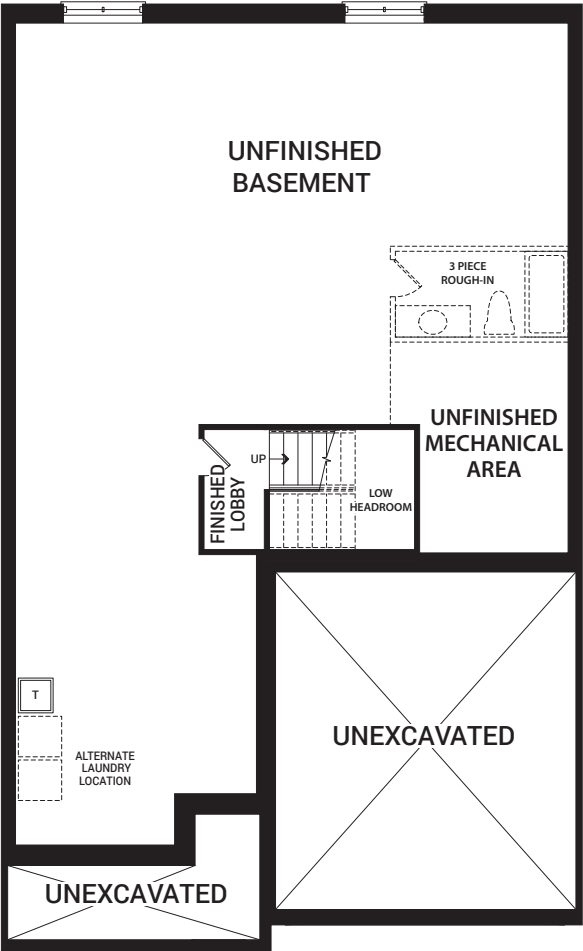 UNFINISHED
BASEMENT
3 PIECE
ROUGH-IN
UNFINISHED
MECHANICAL
AREA
UP
FINISHED
LOBBY
LOW
HEADROOM
UNEXCAVATED
T
ALTERNATE
LAUNDRY
LOCATION
UNEXCAVATED